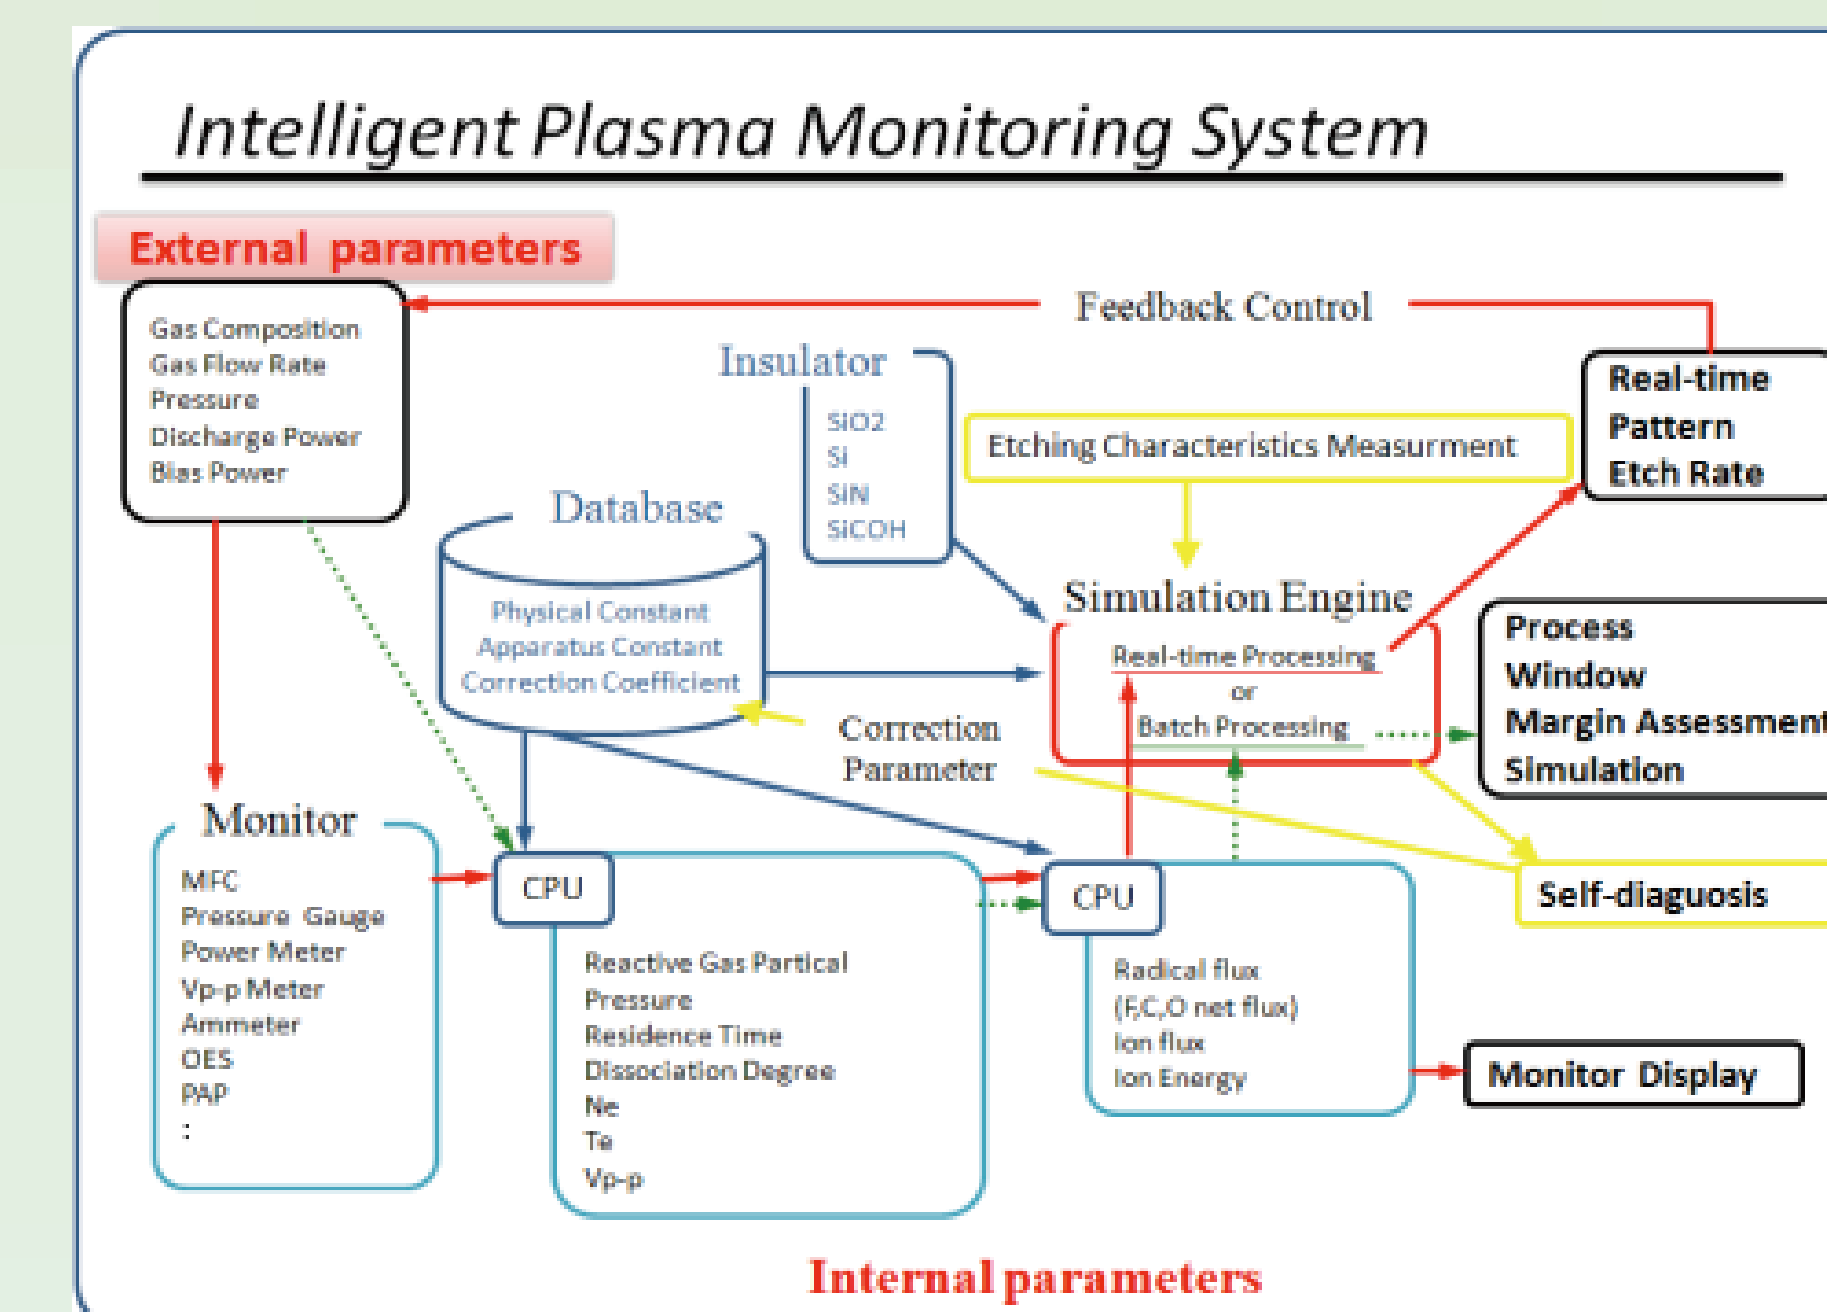 Intelligent Plasma Monitoring System
External parameters
Gas Composition
Gas Flow Rate
Pressure
Discharge Power
Bias Power
Feedback Control
Insulator
SiO2
Si
SiN
SiCOH
Etching Characteristics Measurment
Real-time
Pattern
Etch Rate
Database
Physical Constant
Apparatus Constant
Correction Coefficient
Simulation Engine
Real-time Processing
or
Batch Processing
Process
Window
Margin Assessment
Simulation
Correction
Parameter
Monitor
MFC
Pressure Gauge
Power Meter
Vp-p Meter
Ammeter
OES
PAP
:
CPU
Reactive Gas Partical
Pressure
Residence Time
Dissociation Degree
Ne
Te
Vp-p
CPU
Radical flux
(F,C,O net flux)
Ion flux
Ion Energy
Self-diaguosis
Monitor Display
Internal parameters